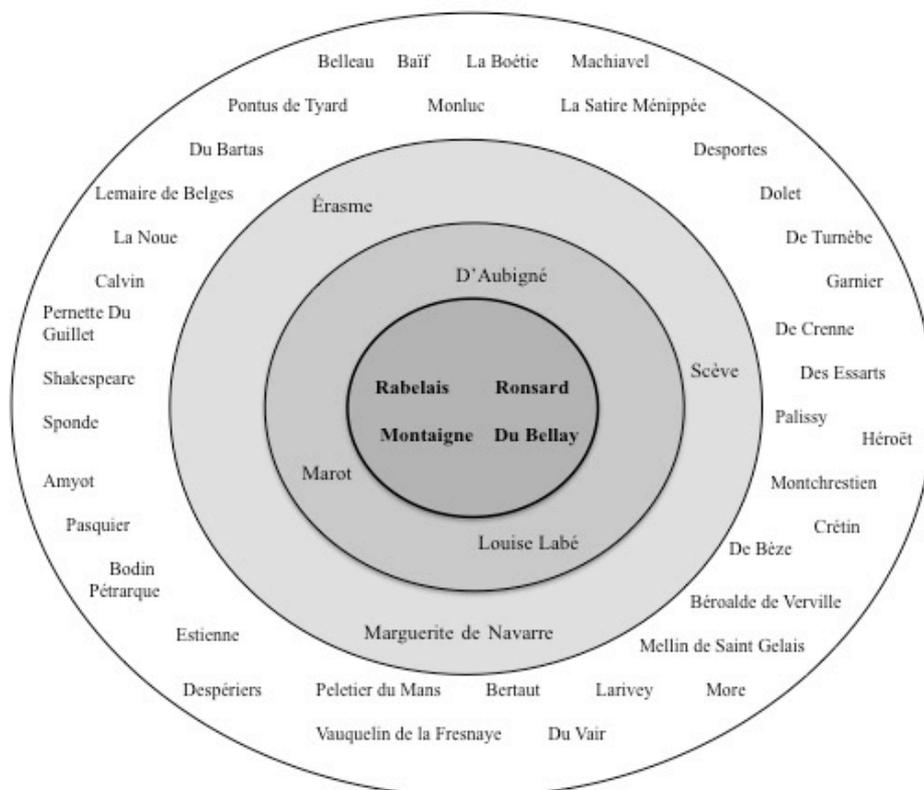 Belleau Baïf La Boétie Machiavel
Pontus de Tyard Monluc La Satire Ménippée
Du Bartas Desportes
Lemaire de Belges Dolet
Érasme
La Noue De Turnèbe
D'Aubigné
Calvin Garnier
Pernette Du
Guillet
De Crenne
Scève
Shakespeare Des Essarts
Rabelais Ronsard
Sponde Palissy
Montaigne Du Bellay
Héroët
Marot
Amyot Montchrestien
Pasquier Crétin
Louise Labé De Bèze
Bodin
Pétrarque
Béroalde de Verville
Estienne Marguerite de Navarre
Mellin de Saint Gelais
Despériers Peletier du Mans Bertaut Larivey More
Vauquelin de la Fresnaye Du Vair